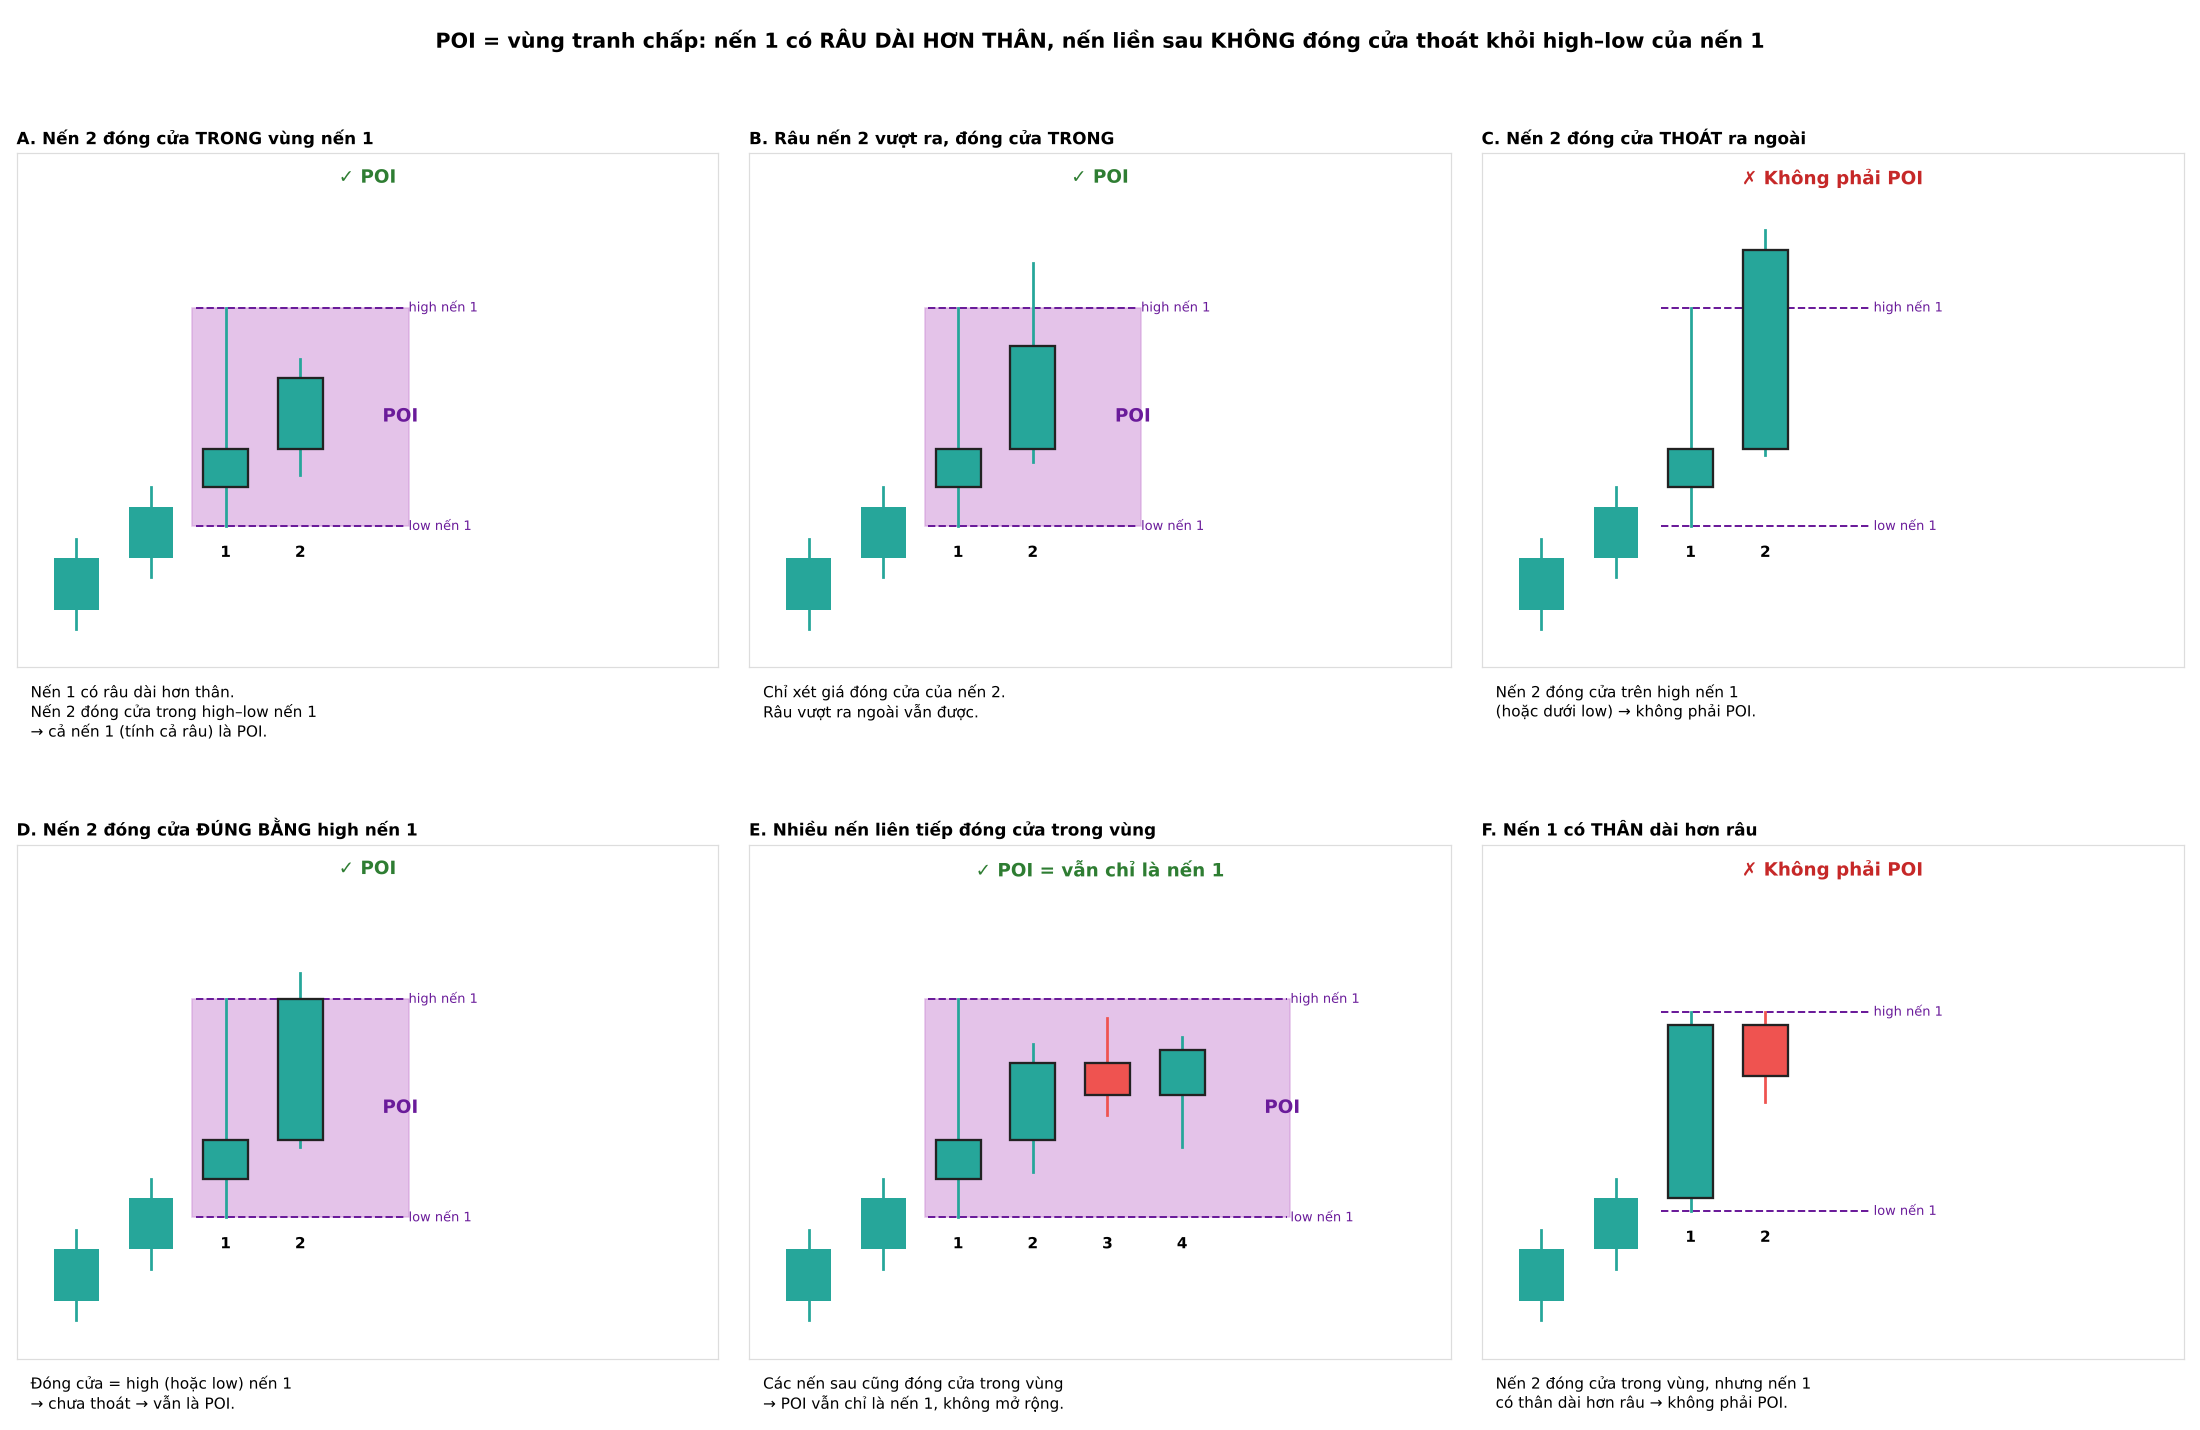 POI = vùng tranh chấp: nến 1 có RÂU DÀI HƠN THÂN, nến liền sau KHÔNG đóng cửa thoát khỏi high–low của nến 1
A. Nến 2 đóng cửa TRONG vùng nến 1
✓ POI
high nến 1
POI
low nến 1
1
2
Nến 1 có râu dài hơn thân.
Nến 2 đóng cửa trong high–low nến 1
→ cả nến 1 (tính cả râu) là POI.
B. Râu nến 2 vượt ra, đóng cửa TRONG
✓ POI
high nến 1
POI
low nến 1
1
2
Chỉ xét giá đóng cửa của nến 2.
Râu vượt ra ngoài vẫn được.
C. Nến 2 đóng cửa THOÁT ra ngoài
✗ Không phải POI
high nến 1
low nến 1
1
2
Nến 2 đóng cửa trên high nến 1
(hoặc dưới low) → không phải POI.
D. Nến 2 đóng cửa ĐÚNG BẰNG high nến 1
✓ POI
high nến 1
POI
low nến 1
1
2
Đóng cửa = high (hoặc low) nến 1
→ chưa thoát → vẫn là POI.
E. Nhiều nến liên tiếp đóng cửa trong vùng
✓ POI = vẫn chỉ là nến 1
high nến 1
POI
low nến 1
1
2
3
4
Các nến sau cũng đóng cửa trong vùng
→ POI vẫn chỉ là nến 1, không mở rộng.
F. Nến 1 có THÂN dài hơn râu
✗ Không phải POI
high nến 1
low nến 1
1
2
Nến 2 đóng cửa trong vùng, nhưng nến 1
có thân dài hơn râu → không phải POI.